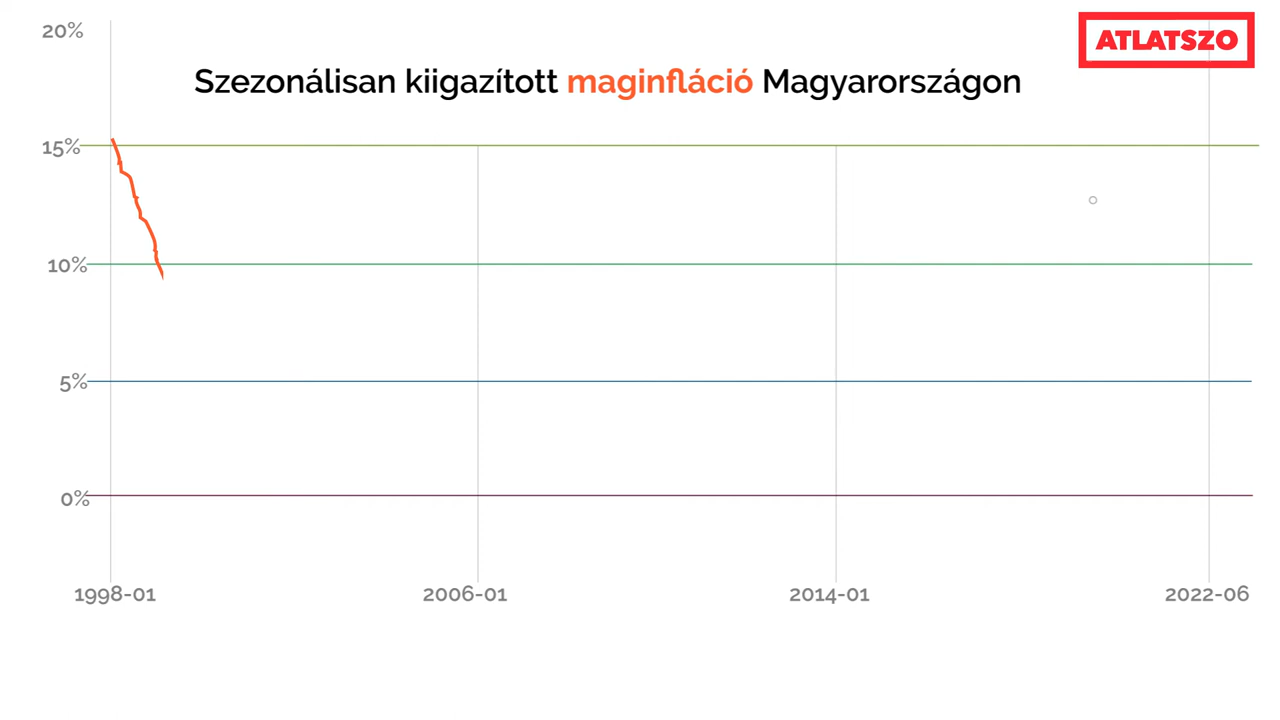 20%
ATLATSZO
Szezonálisan kiigazított maginfláció Magyarországon
15%
10%
5%
0%
1998-01 2006-01 2014-01 2022-06